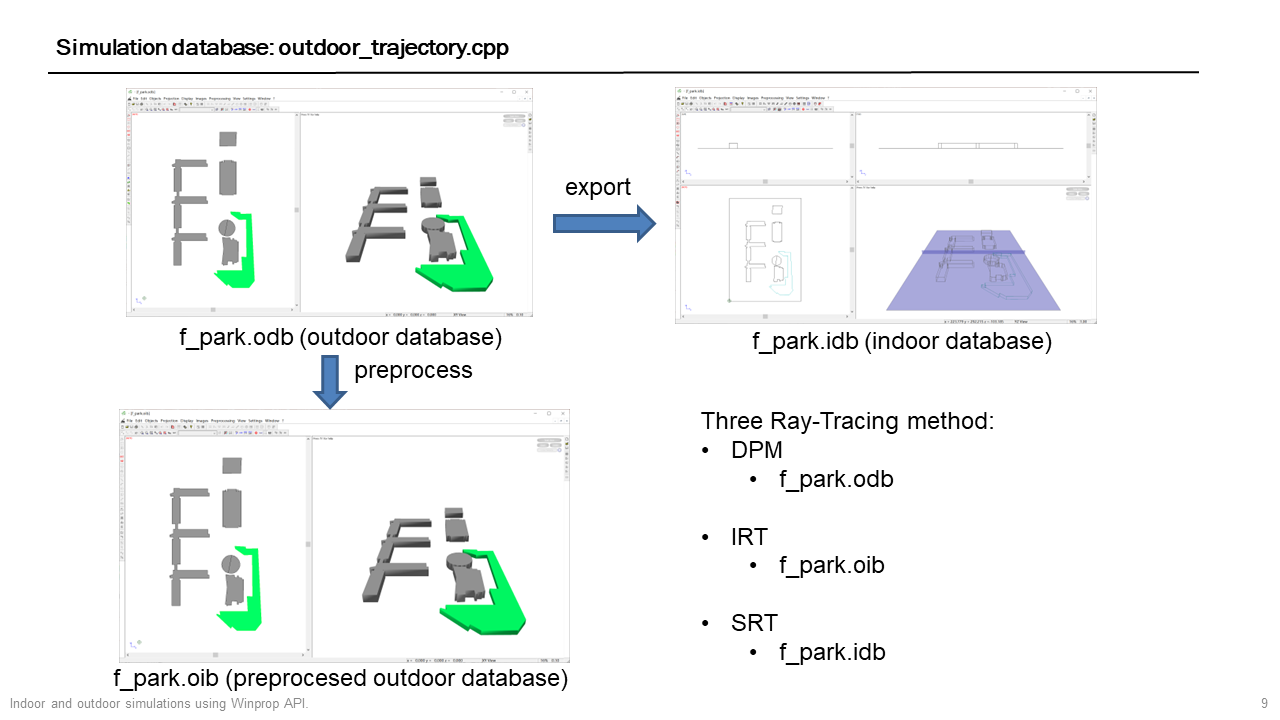 Simulation database: outdoor_trajectory.cpp
export
f_park.odb (outdoor database)
f_park.idb (indoor database)
preprocess
Three Ray-Tracing method:
• DPM
• f_park.odb
• IRT
• f_park.oib
• SRT
• f_park.idb
f_park.oib (preprocesed outdoor database)
Indoor and outdoor simulations using Winprop API.
9